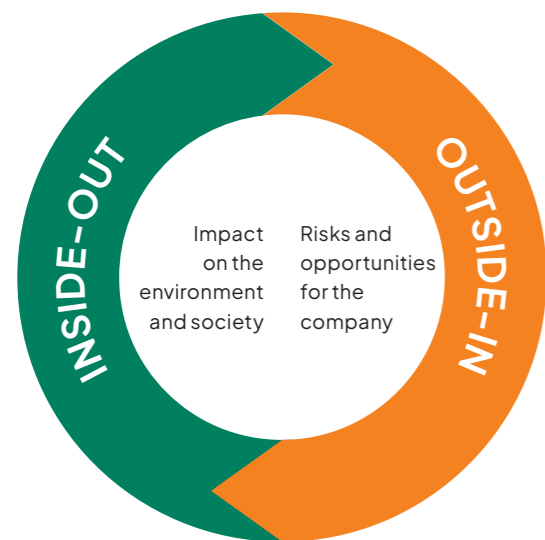 INSIDE-OUT
Impact
on the
environment
and society
Risks and
opportunities
for the
company
OUTSIDE-IN